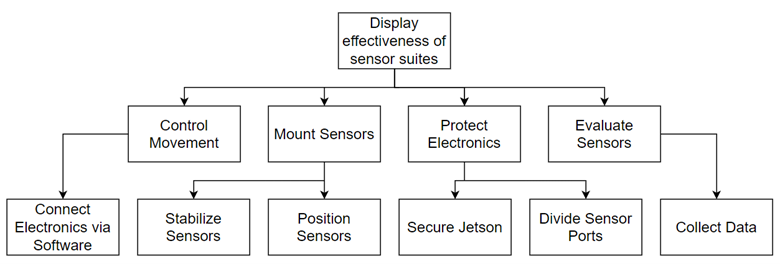 Display
effectiveness of
sensor suites
Control
Movement
Mount Sensors
Protect
Electronics
Evaluate
Sensors
Connect
Electronics via
Software
Stabilize
Sensors
Position
Sensors
Secure Jetson
Divide Sensor
Ports
Collect Data